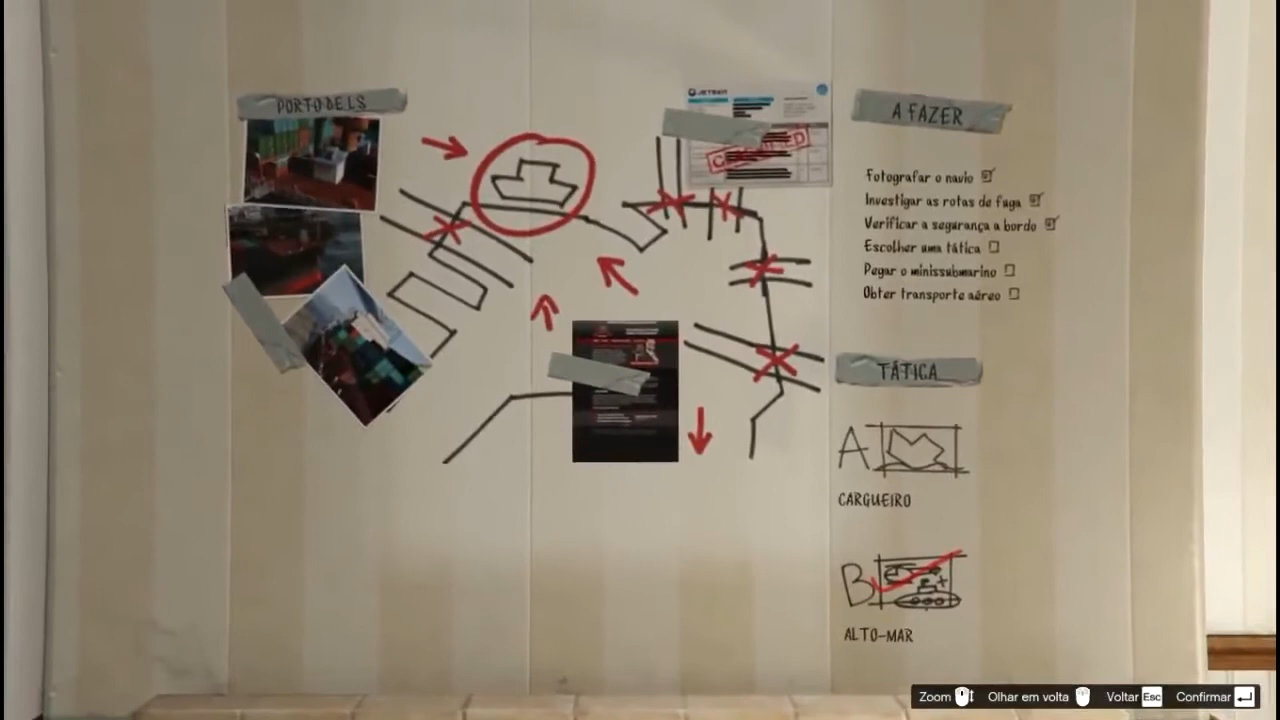 PORTO DE LS
JETSAM
A FAZER
Fotografar o navio
Investigar as rotas de fuga
Verificar a segurança a bordo
Escolher uma tática
Pegar o minissubmarino
Obter transporte aéreo
TÁTICA
A
CARGUEIRO
B
ALTO-MAR
Zoom Olhar em volta Voltar Esc Confirmar